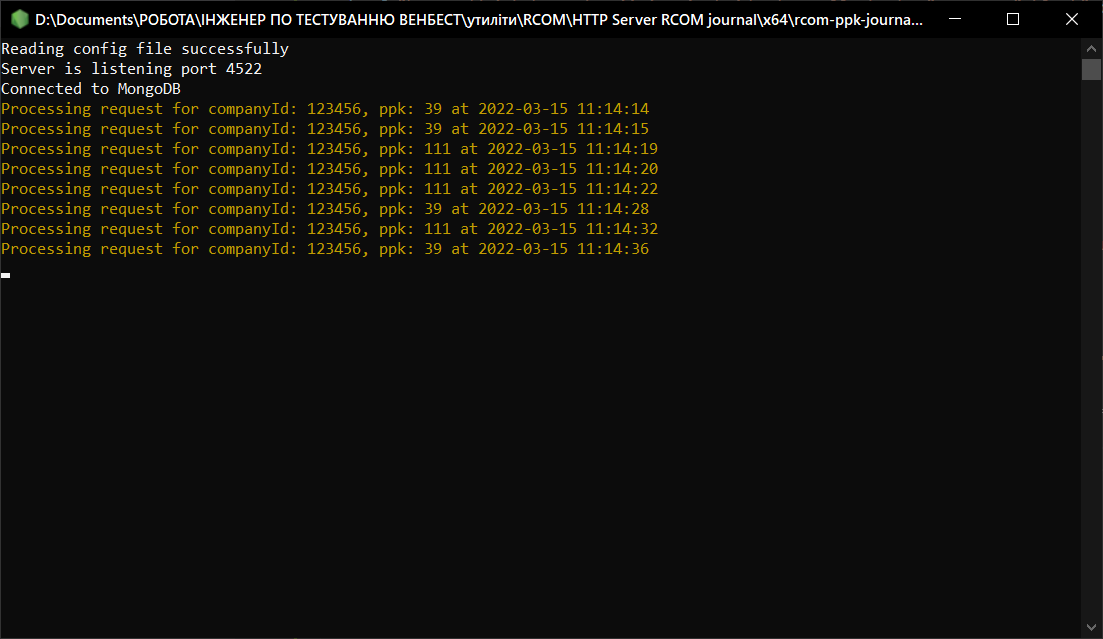 D:\Documents\РОБОТА\ІНЖЕНЕР ПО ТЕСТУВАННЮ ВЕНБЕСТ\утиліти\RCOM\HTTP Server RCOM journal\x64\rcom-ppk-journa...
Reading config file successfully
Server is listening port 4522
Connected to MongoDB
Processing request for companyId: 123456, ppk: 39 at 2022-03-15 11:14:14
Processing request for companyId: 123456, ppk: 39 at 2022-03-15 11:14:15
Processing request for companyId: 123456, ppk: 111 at 2022-03-15 11:14:19
Processing request for companyId: 123456, ppk: 111 at 2022-03-15 11:14:20
Processing request for companyId: 123456, ppk: 111 at 2022-03-15 11:14:22
Processing request for companyId: 123456, ppk: 39 at 2022-03-15 11:14:28
Processing request for companyId: 123456, ppk: 111 at 2022-03-15 11:14:32
Processing request for companyId: 123456, ppk: 39 at 2022-03-15 11:14:36